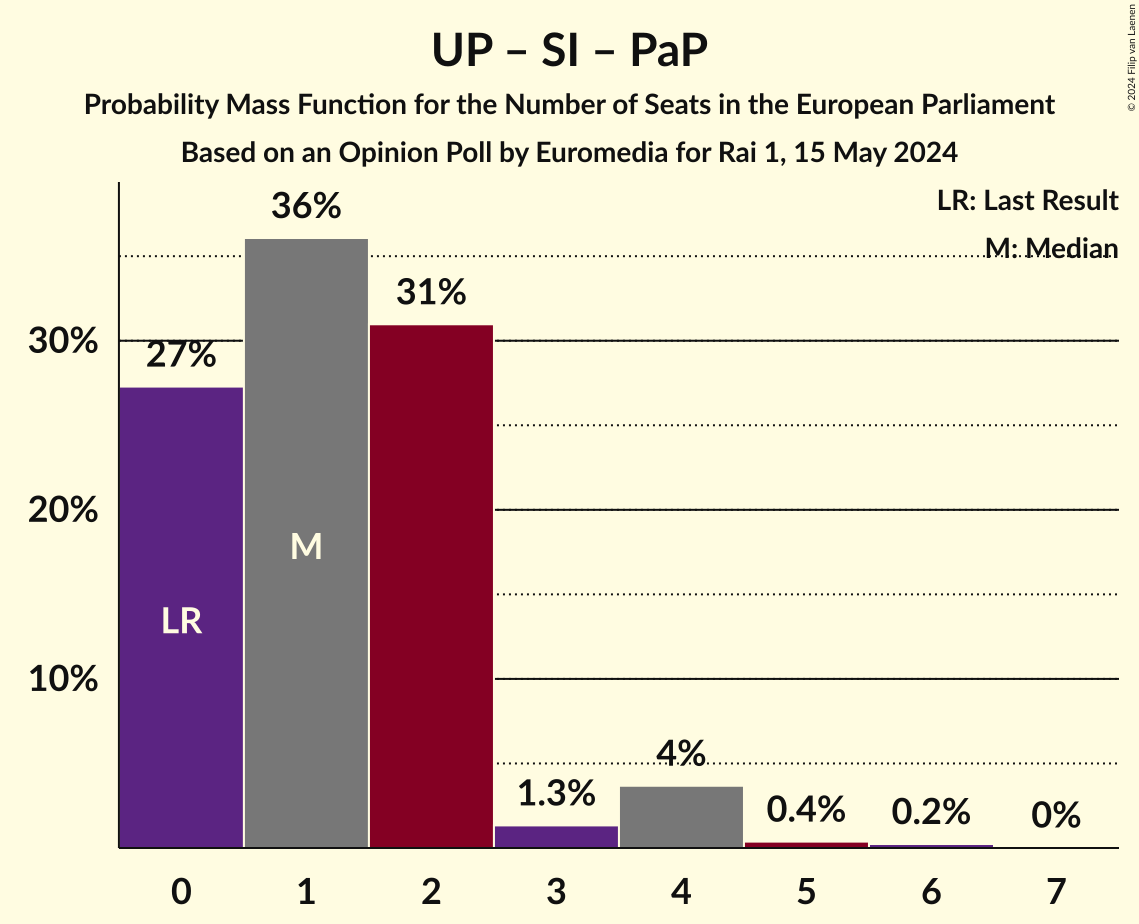 UP – SI – PaP
Probability Mass Function for the Number of Seats in the European Parliament
Based on an Opinion Poll by Euromedia for Rai 1, 15 May 2024
© 2024 Filip van Laenen
LR: Last Result
M: Median
36%
31%
27%
30%
20%
10%
M
LR
4%
1.3%
0.4%
0.2%
0%
0 1 2 3 4 5 6 7